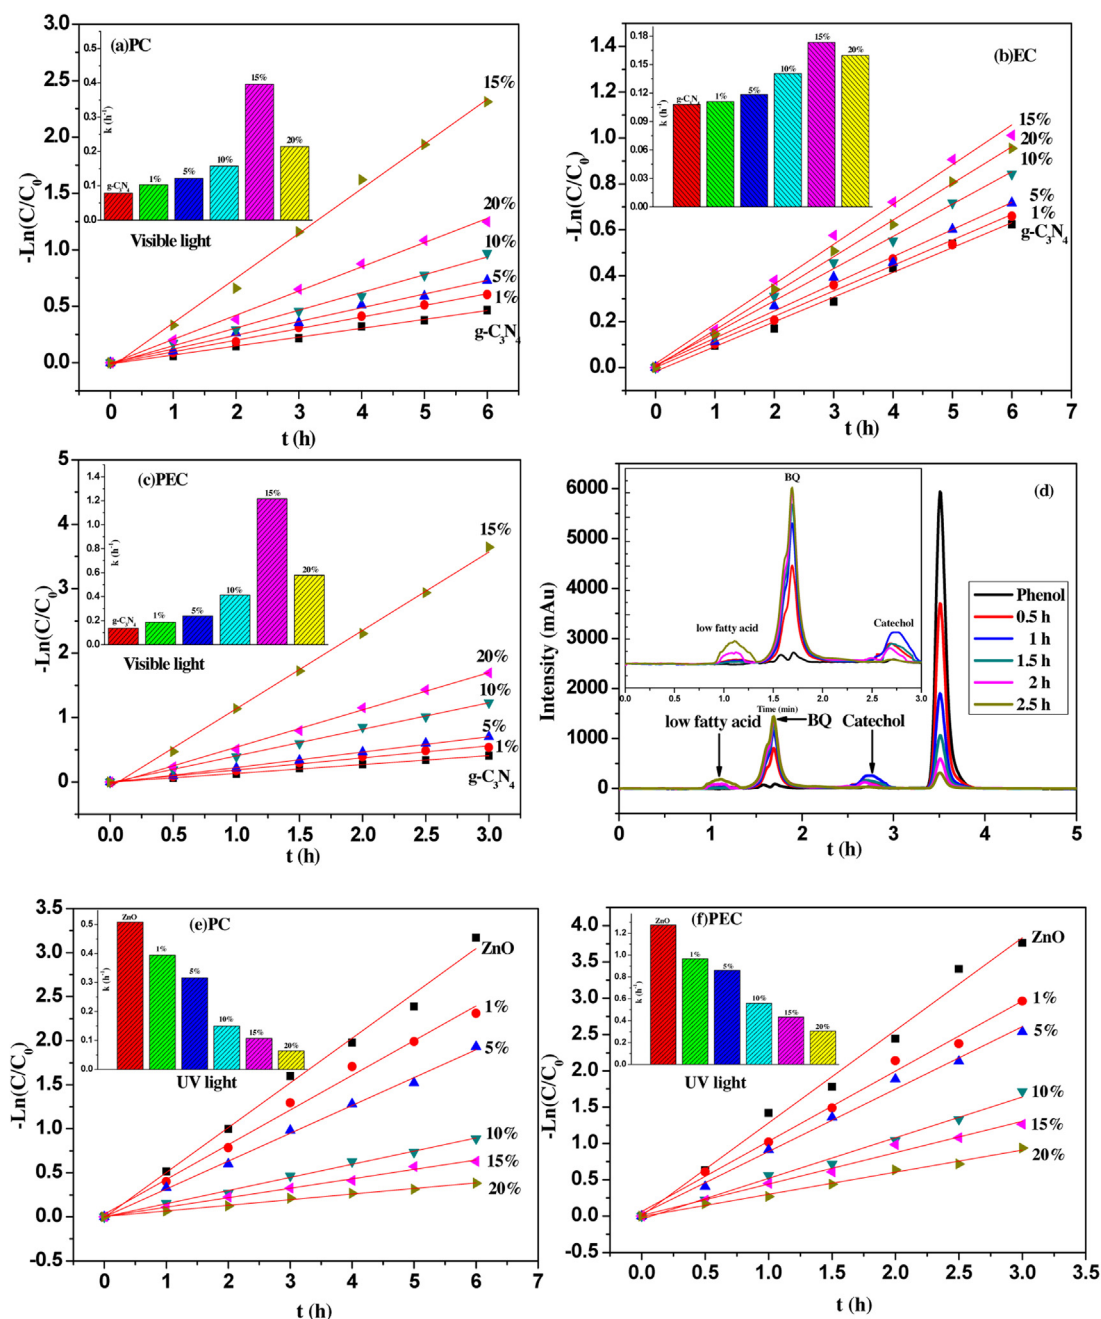 (a)PC
-Ln(C/C0)
3.0
2.5
2.0
1.5
1.0
0.5
0.0
k (h-1)
0.5
0.4
0.3
0.2
0.1
0.0
g-C3N4
1%
5%
10%
15%
20%
Visible light
15%
20%
10%
5%
1%
g-C3N4
0 1 2 3 4 5 6
t (h)
(b)EC
-Ln(C/C0)
1.4
1.2
1.0
0.8
0.6
0.4
0.2
0.0
k (h-1)
0.18
0.15
0.12
0.09
0.06
0.03
0.00
g-C3N4
1%
5%
10%
15%
20%
15%
20%
10%
5%
1%
g-C3N4
0 1 2 3 4 5 6 7
t (h)
(c)PEC
-Ln(C/C0)
5
4
3
2
1
0
k (h-1)
1.4
1.2
1.0
0.8
0.6
0.4
0.2
0.0
g-C3N4
1%
5%
10%
15%
20%
Visible light
15%
20%
10%
5%
1%
g-C3N4
0.0 0.5 1.0 1.5 2.0 2.5 3.0
t (h)
(d)
Intensity (mAu)
6000
5000
4000
3000
2000
1000
0
BQ
low fatty acid
Catechol
0.0 0.5 1.0 1.5 2.0 2.5 3.0
Time (min)
Phenol
0.5 h
1 h
1.5 h
2 h
2.5 h
low fatty acid
BQ
Catechol
0 1 2 3 4 5
t (h)
(e)PC
-Ln(C/C0)
3.5
3.0
2.5
2.0
1.5
1.0
0.5
0.0
-0.5
k (h-1)
0.5
0.4
0.3
0.2
0.1
0.0
ZnO
1%
5%
10%
15%
20%
UV light
ZnO
1%
5%
10%
15%
20%
0 1 2 3 4 5 6 7
t (h)
(f)PEC
-Ln(C/C0)
4.0
3.5
3.0
2.5
2.0
1.5
1.0
0.5
0.0
-0.5
k (h-1)
1.2
1.0
0.8
0.6
0.4
0.2
0.0
ZnO
1%
5%
10%
15%
20%
UV light
ZnO
1%
5%
10%
15%
20%
0.0 0.5 1.0 1.5 2.0 2.5 3.0 3.5
t (h)